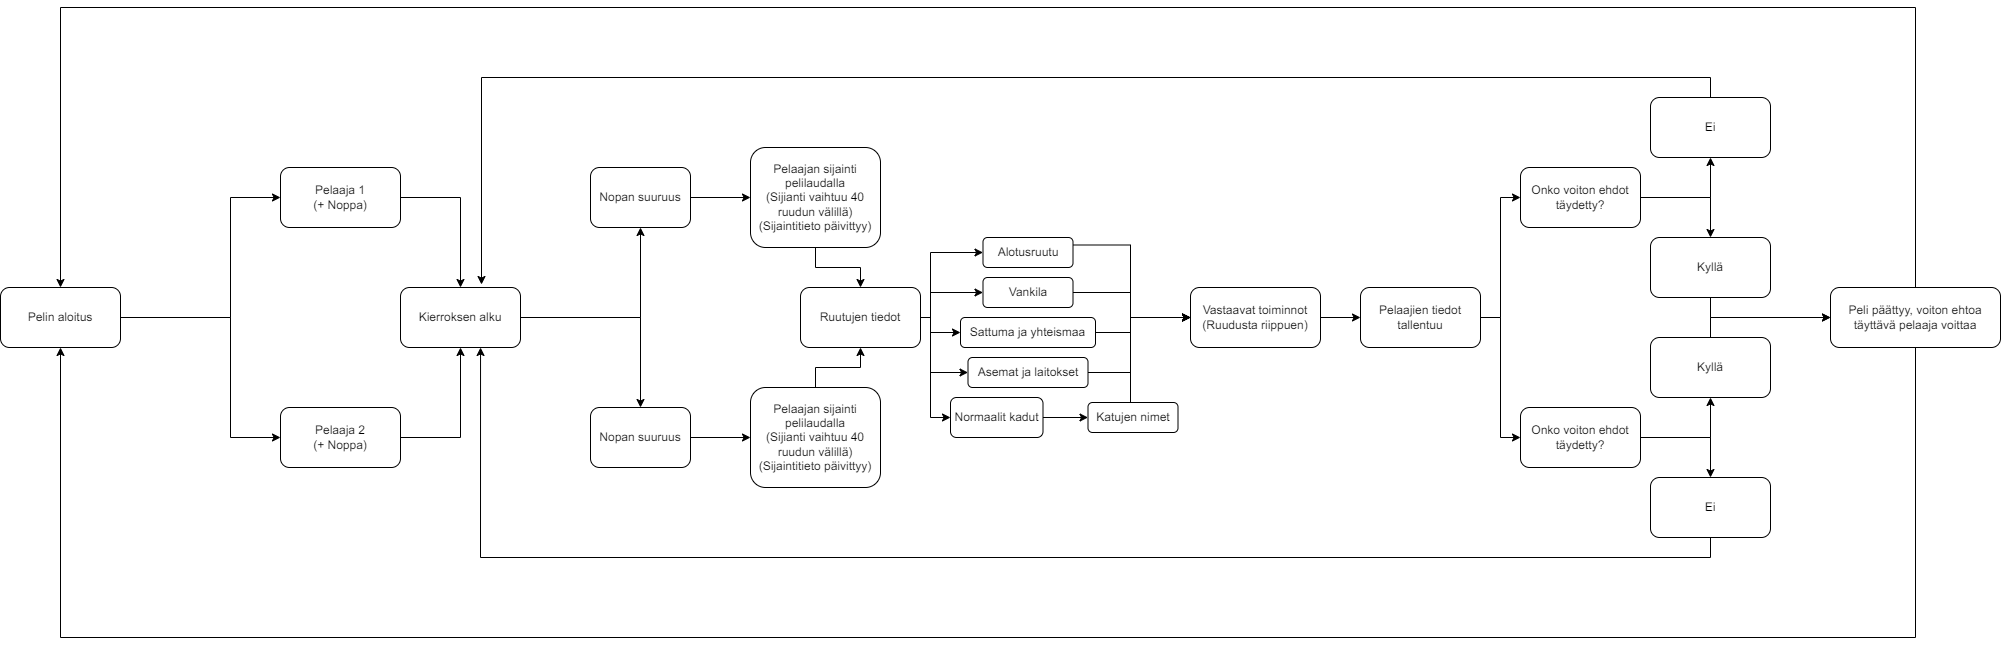 Pelin aloitus
Pelaaja 1
(+ Noppa)
Pelaaja 2
(+ Noppa)
Kierroksen alku
Nopan suuruus
Nopan suuruus
Pelaajan sijainti
pelilaudalla
(Sijianti vaihtuu 40
ruudun välillä)
(Sijaintitieto päivittyy)
Pelaajan sijainti
pelilaudalla
(Sijianti vaihtuu 40
ruudun välillä)
(Sijaintitieto päivittyy)
Ruutujen tiedot
Alotusruutu
Vankila
Sattuma ja yhteismaa
Asemat ja laitokset
Normaalit kadut
Katujen nimet
Vastaavat toiminnot
(Ruudusta riippuen)
Pelaajien tiedot
tallentuu
Onko voiton ehdot
täydetty?
Onko voiton ehdot
täydetty?
Ei
Kyllä
Kyllä
Ei
Peli päättyy, voiton ehtoa
täyttävä pelaaja voittaa